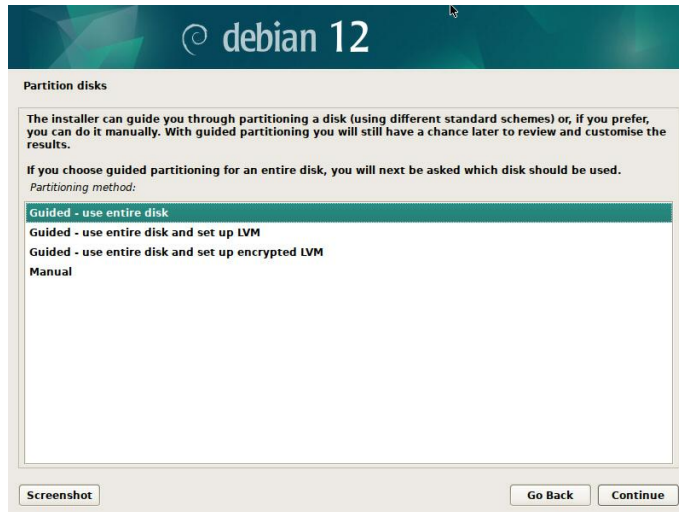 debian 12
Partition disks
The installer can guide you through partitioning a disk (using different standard schemes) or, if you prefer,
you can do it manually. With guided partitioning you will still have a chance later to review and customise the
results.
If you choose guided partitioning for an entire disk, you will next be asked which disk should be used.
Partitioning method:
Guided - use entire disk
Guided - use entire disk and set up LVM
Guided - use entire disk and set up encrypted LVM
Manual
Screenshot
Go Back
Continue